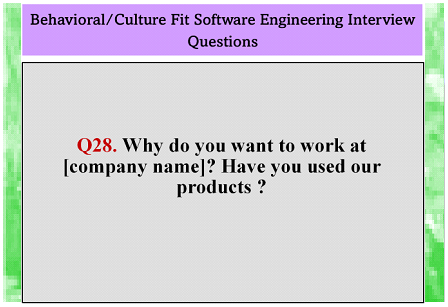 Behavioral/Culture Fit Software Engineering Interview
Questions
Q28. Why do you want to work at
[company name]? Have you used our
products ?